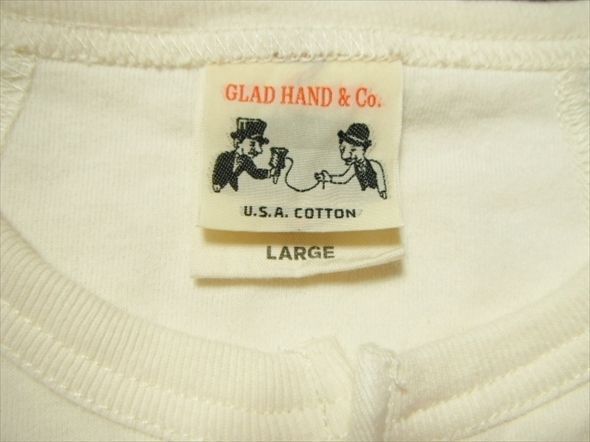 GLAD HAND & Co.
U.S.A. COTTON
LARGE